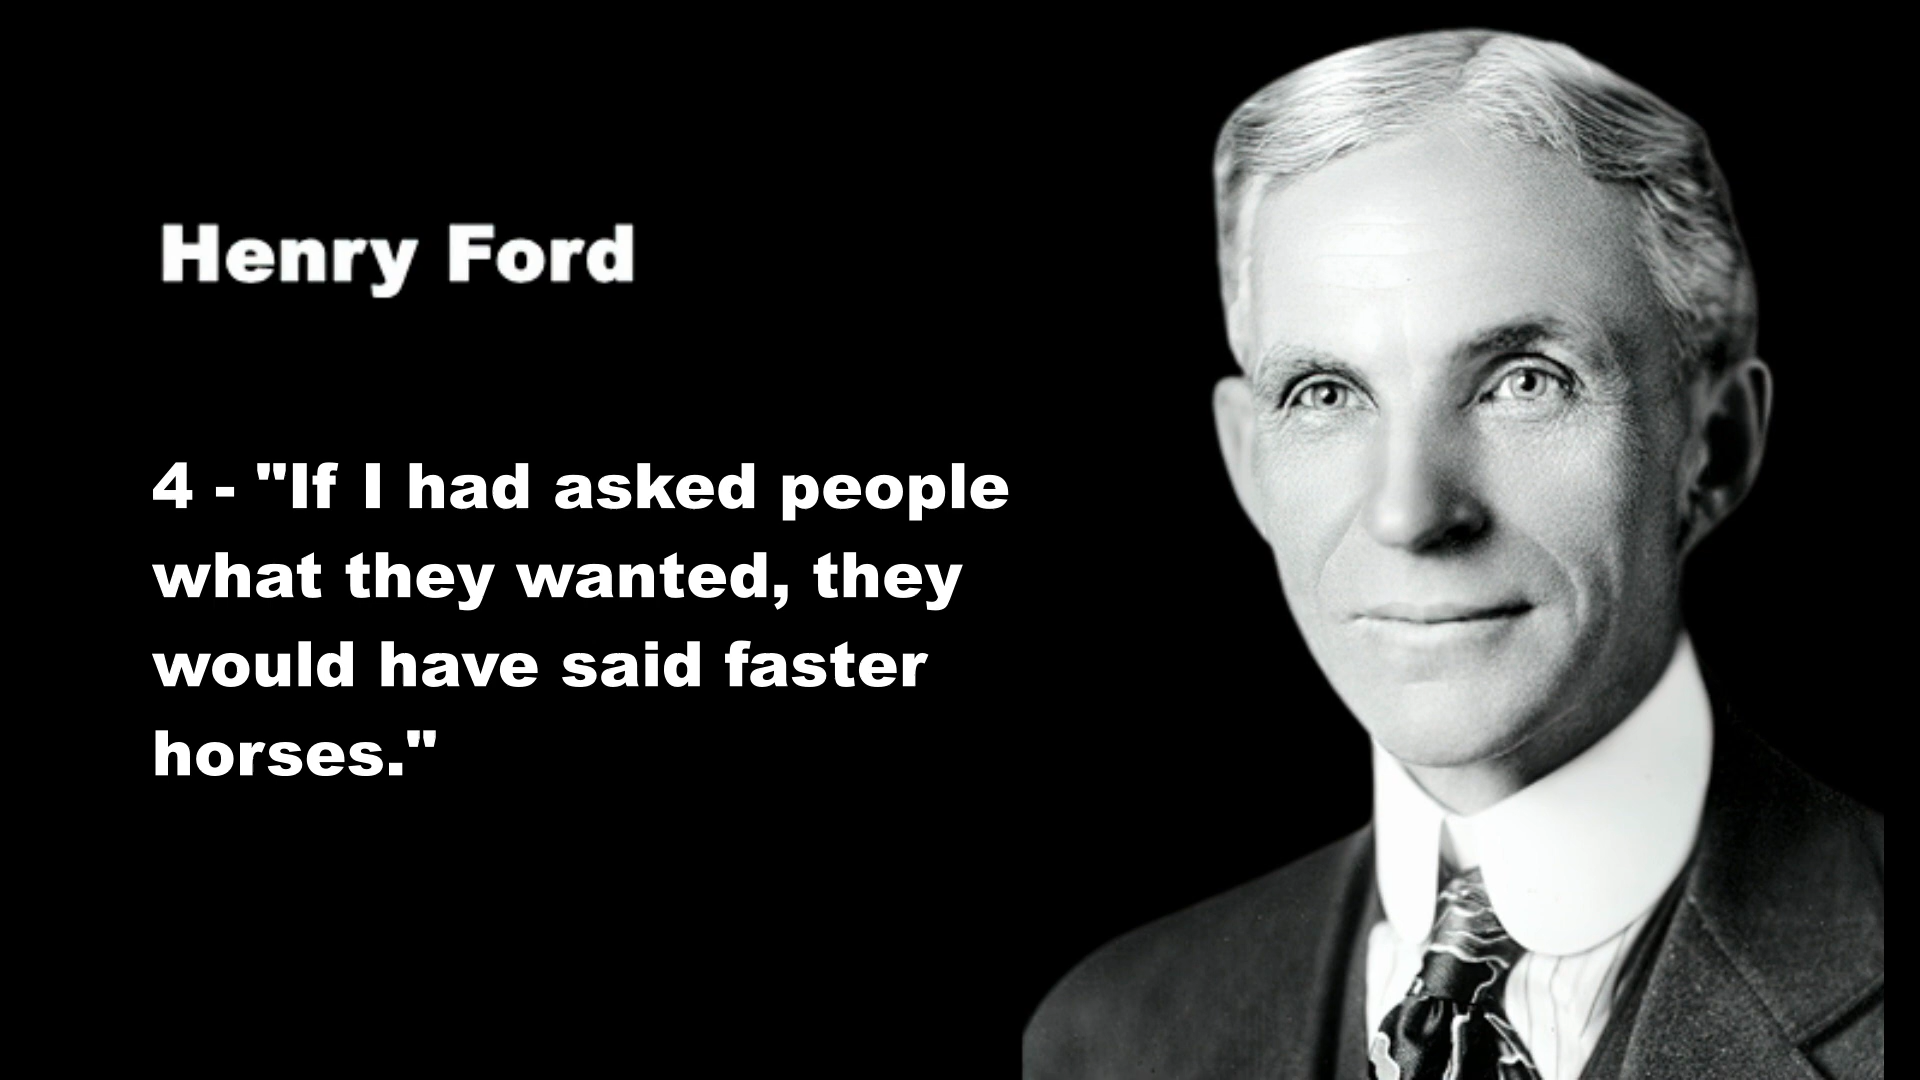 Henry Ford
4 - "If I had asked people
what they wanted, they
would have said faster
horses."